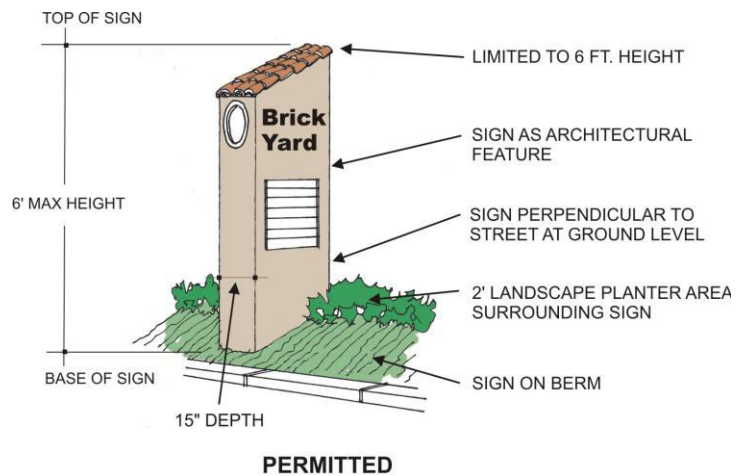 TOP OF SIGN
LIMITED TO 6 FT. HEIGHT
Brick
Yard
SIGN AS ARCHITECTURAL
FEATURE
6' MAX HEIGHT
SIGN PERPENDICULAR TO
STREET AT GROUND LEVEL
2' LANDSCAPE PLANTER AREA
SURROUNDING SIGN
BASE OF SIGN
SIGN ON BERM
15" DEPTH
PERMITTED